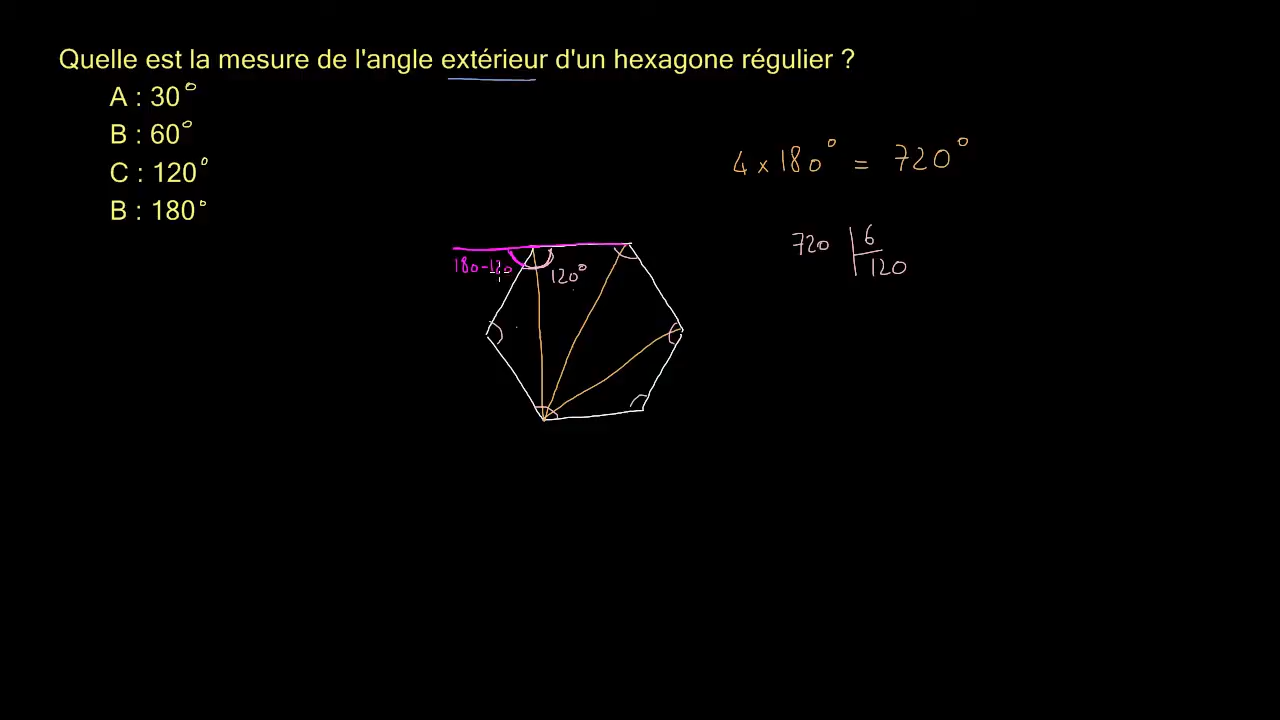 Quelle est la mesure de l'angle extérieur d'un hexagone régulier ?
A : 30°
B : 60°
C : 120°
B : 180°
4 x 180° = 720°
720 | 6
120
180-120
120°